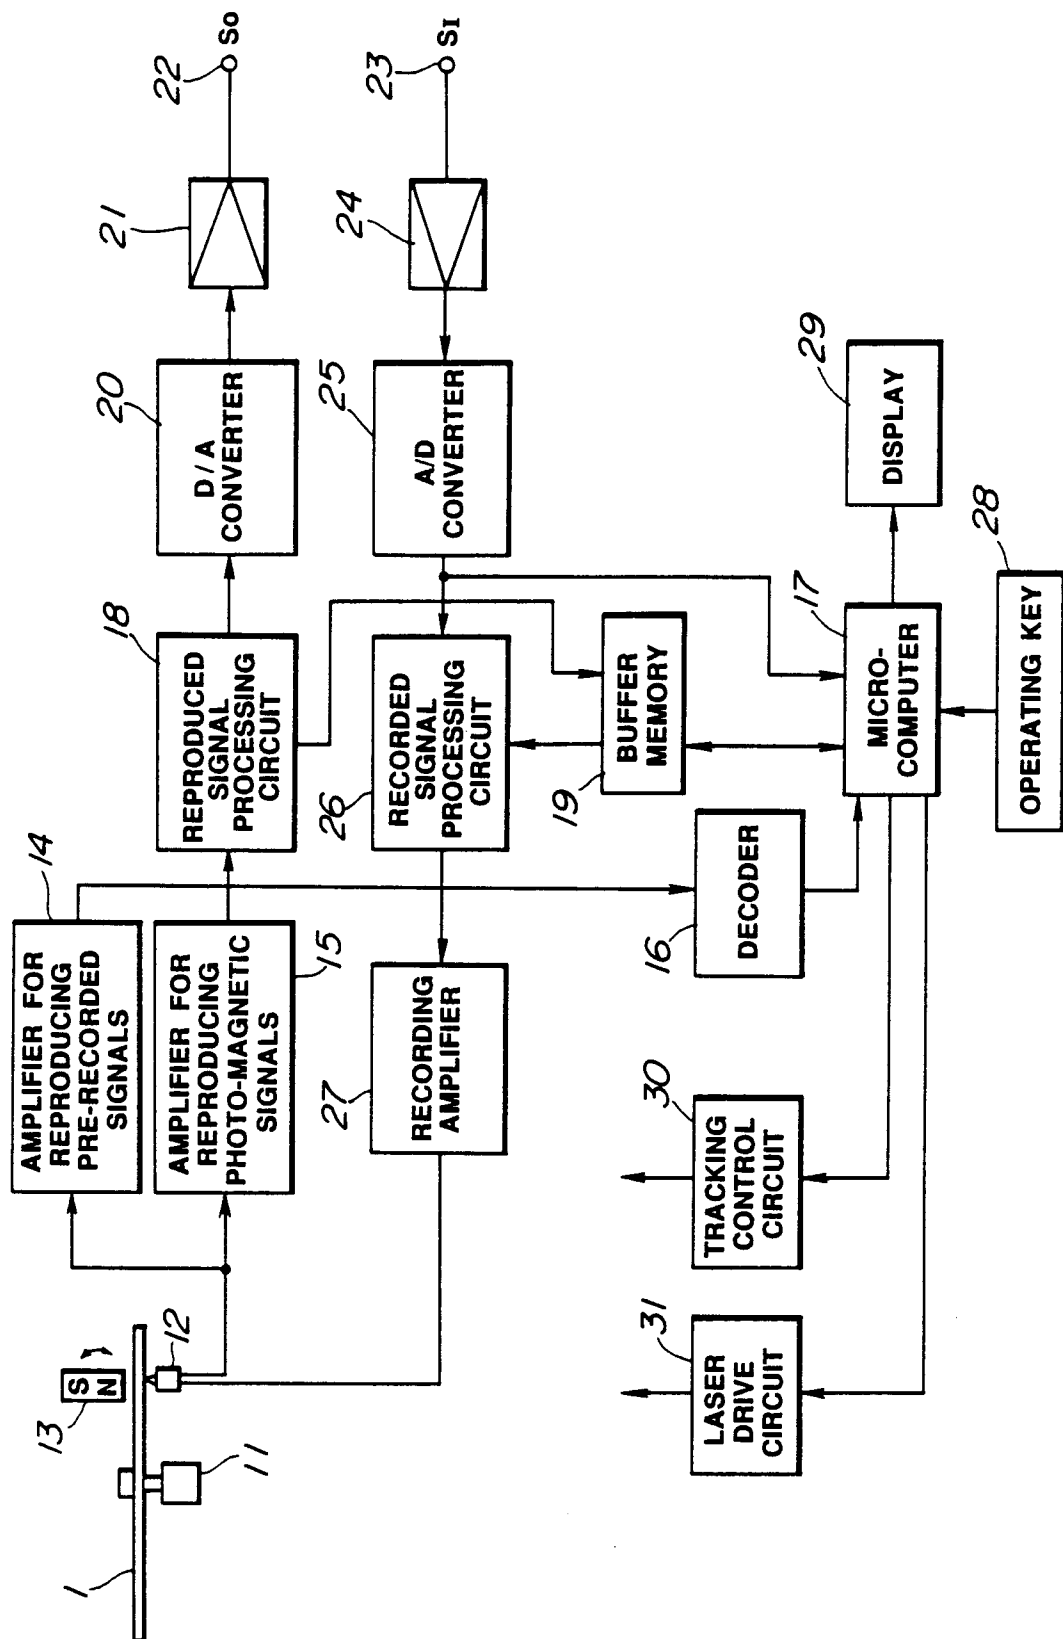 1
11
13
S
N
12
AMPLIFIER FOR
REPRODUCING
PRE-RECORDED
SIGNALS
14
AMPLIFIER FOR
REPRODUCING
PHOTO-MAGNETIC
SIGNALS
15
REPRODUCED
SIGNAL
PROCESSING
CIRCUIT
18
D/A
CONVERTER
20
21
22
So
RECORDING
AMPLIFIER
27
RECORDED
SIGNAL
PROCESSING
CIRCUIT
26
A/D
CONVERTER
25
24
23
SI
BUFFER
MEMORY
19
DECODER
16
LASER
DRIVE
CIRCUIT
31
TRACKING
CONTROL
CIRCUIT
30
MICRO-
COMPUTER
17
DISPLAY
29
OPERATING KEY
28